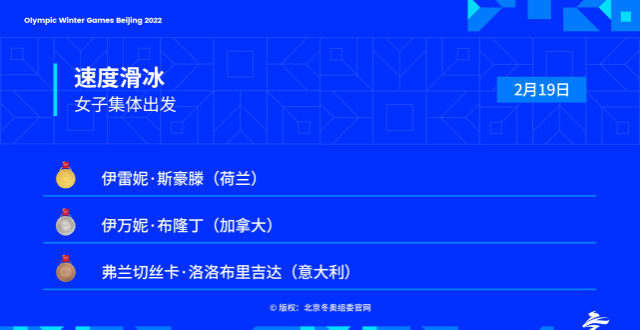 Olympic Winter Games Beijing 2022
速度滑冰
女子集体出发
2月19日
伊雷妮·斯豪滕（荷兰）
伊万妮·布隆丁（加拿大）
弗兰切丝卡·洛洛布里吉达（意大利）
© 版权：北京冬奥组委官网